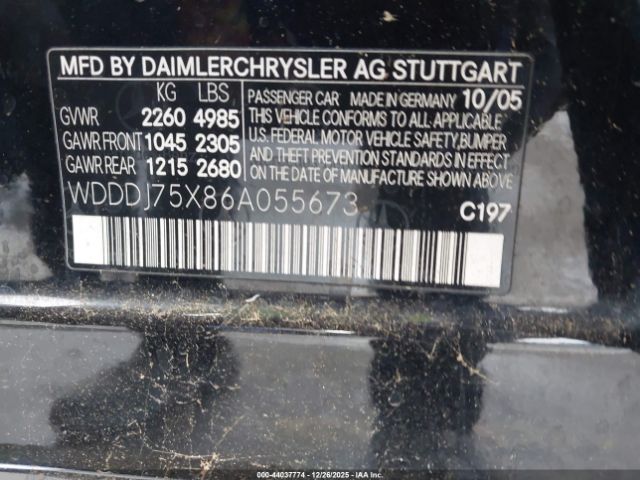 MFD BY DAIMLERCHRYSLER AG STUTTGART
KG LBS
GVWR 2260 4985
GAWR FRONT 1045 2305
GAWR REAR 1215 2680
PASSENGER CAR MADE IN GERMANY 10/05
THIS VEHICLE CONFORMS TO ALL APPLICABLE
U.S. FEDERAL MOTOR VEHICLE SAFETY, BUMPER
AND THEFT PREVENTION STANDARDS IN EFFECT
ON THE DATE OF MANUFACTURE SHOWN ABOVE.
WDDDJ75X86A055673
C197
000-44037774 - 12/26/2025 - IAAI.CA